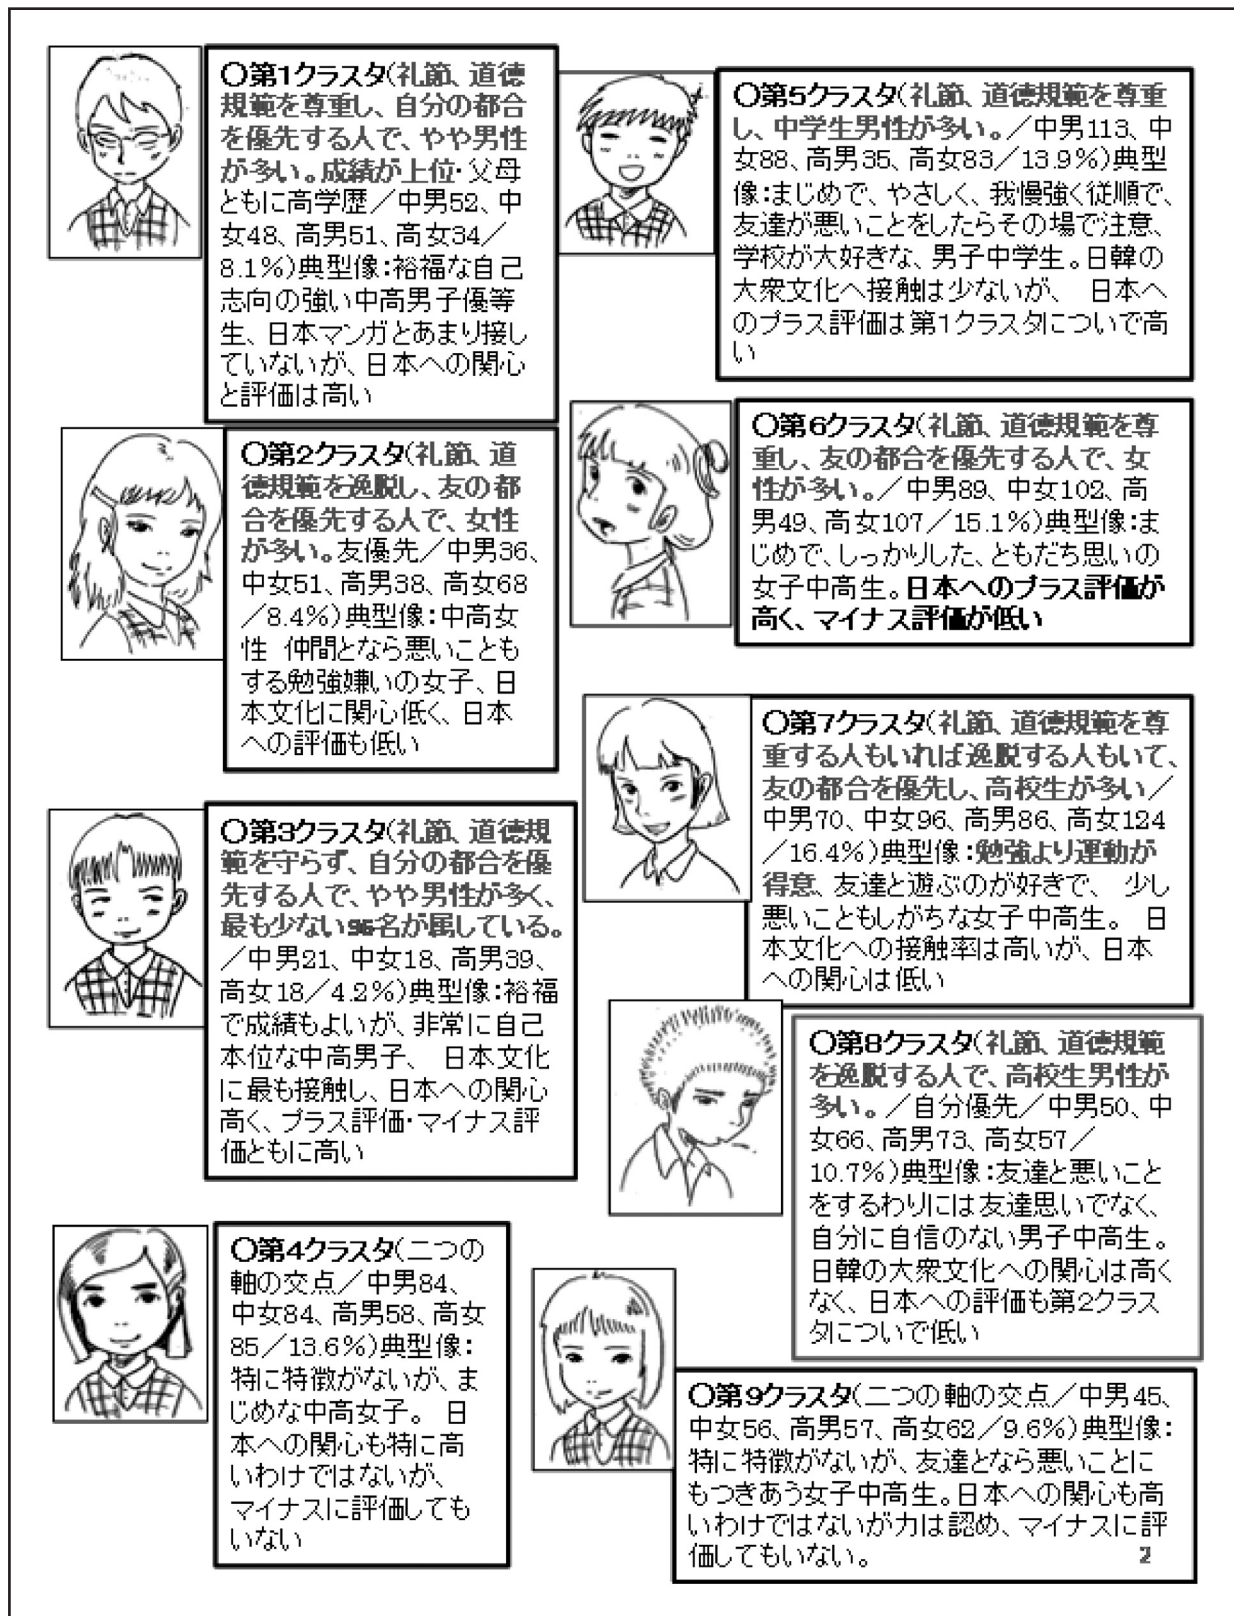 〇第1クラスタ(礼節、道徳
規範を尊重し、自分の都合
を優先する人で、やや男性
が多い。成績が上位・父母
ともに高学歴／中男52、中
女48、高男51、高女34／
8.1%)典型像:裕福な自己
志向の強い中高男子優等
生、日本マンガとあまり接し
ていないが、日本への関心
と評価は高い
〇第2クラスタ(礼節、道
徳規範を逸脱し、友の都
合を優先する人で、女性
が多い。友優先／中男36、
中女51、高男38、高女68
／8.4%)典型像:中高女
性 仲間となら悪いことも
する勉強嫌いの女子、日
本文化に関心低く、日本
への評価も低い
〇第3クラスタ(礼節、道徳規
範を守らず、自分の都合を優
先する人で、やや男性が多く、
最も少ない96名が属している。
／中男21、中女18、高男39、
高女18／4.2%)典型像:裕福
で成績もよいが、非常に自己
本位な中高男子、 日本文化
に最も接触し、日本への関心
高く、プラス評価・マイナス評
価ともに高い
〇第4クラスタ(二つの
軸の交点／中男84、
中女84、高男58、高女
85／13.6%)典型像:
特に特徴がないが、ま
じめな中高女子。 日
本への関心も特に高
いわけではないが、
マイナスに評価しても
いない
〇第5クラスタ(礼節、道徳規範を尊重
し、中学生男性が多い。／中男113、中
女88、高男35、高女83／13.9%)典型
像:まじめで、やさしく、我慢強く従順で、
友達が悪いことをしたらその場で注意、
学校が大好きな、男子中学生。日韓の
大衆文化へ接触は少ないが、 日本へ
のプラス評価は第1クラスタについで高
い
〇第6クラスタ(礼節、道徳規範を尊
重し、友の都合を優先する人で、女
性が多い。／中男89、中女102、高
男49、高女107／15.1%)典型像:ま
じめで、しっかりした、ともだち思いの
女子中高生。日本へのプラス評価が
高く、マイナス評価が低い
〇第7クラスタ(礼節、道徳規範を尊
重する人もいれば逸脱する人もいて、
友の都合を優先し、高校生が多い／
中男70、中女96、高男86、高女124
／16.4%)典型像:勉強より運動が
得意、友達と遊ぶのが好きで、 少し
悪いこともしがちな女子中高生。 日
本文化への接触率は高いが、日本
への関心は低い
〇第8クラスタ(礼節、道徳規範
を逸脱する人で、高校生男性が
多い。／自分優先／中男50、中
女66、高男73、高女57／
10.7%)典型像:友達と悪いこと
をするわりには友達思いでなく、
自分に自信のない男子中高生。
日韓の大衆文化への関心は高く
なく、日本への評価も第2クラス
タについで低い
〇第9クラスタ(二つの軸の交点／中男45、
中女56、高男57、高女62／9.6%)典型像:
特に特徴がないが、友達となら悪いことに
もつきあう女子中高生。日本への関心も高
いわけではないが力は認め、マイナスに評
価してもいない。
2